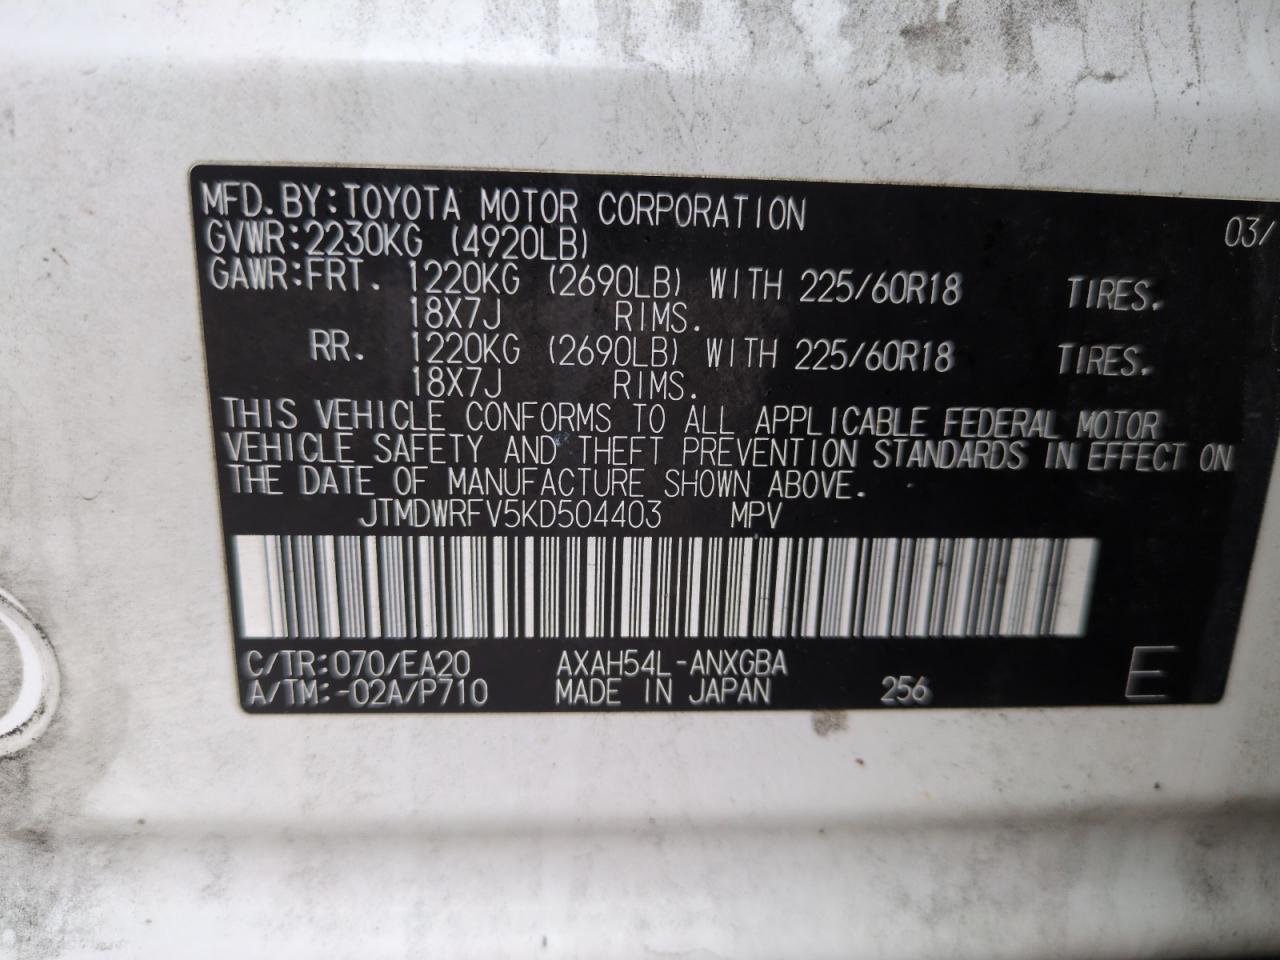 MFD. BY: TOYOTA MOTOR CORPORATION 03/
GVWR: 2230KG (4920LB)
GAWR: FRT. 1220KG (2690LB) WITH 225/60R18 TIRES.
18X7J RIMS.
RR. 1220KG (2690LB) WITH 225/60R18 TIRES.
18X7J RIMS.
THIS VEHICLE CONFORMS TO ALL APPLICABLE FEDERAL MOTOR
VEHICLE SAFETY AND THEFT PREVENTION STANDARDS IN EFFECT ON
THE DATE OF MANUFACTURE SHOWN ABOVE.
JTMDWRFV5KD504403 MPV
C/TR: 070/EA20 AXAH54L-ANXGBA
A/TM: -02A/P710 MADE IN JAPAN 256 E